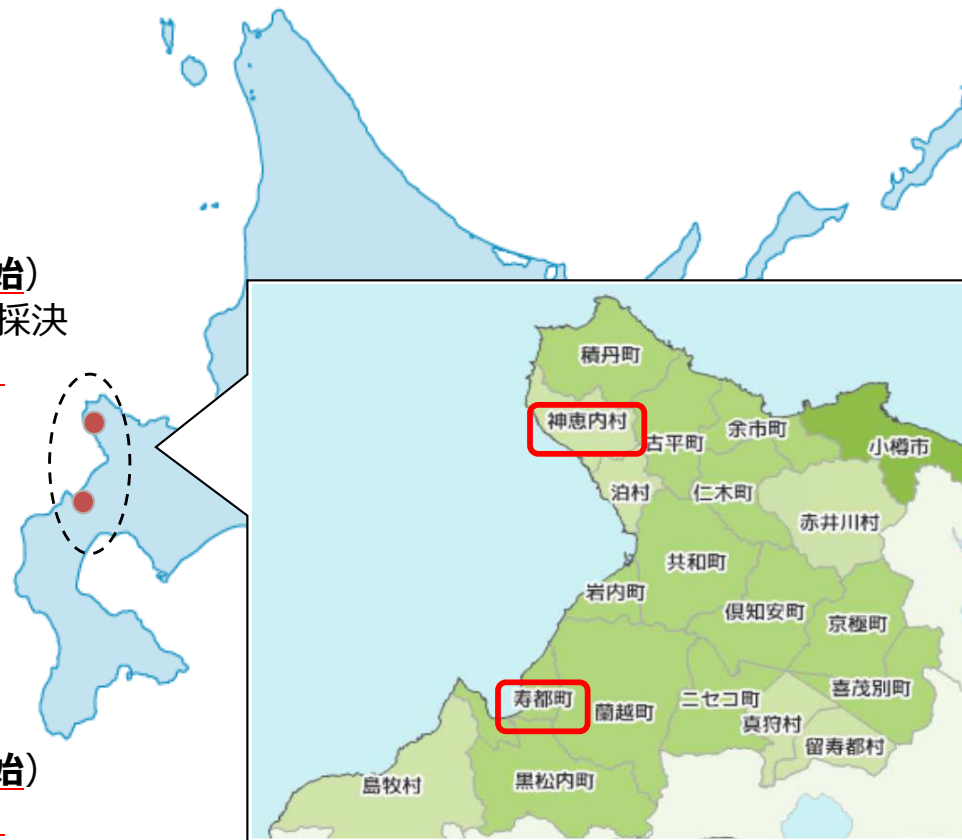 始)
採決
積丹町
神恵内村
古平町
余市町
小樽市
泊村
仁木町
赤井川村
共和町
岩内町
倶知安町
京極町
寿都町
蘭越町
ニセコ町
喜茂別町
真狩村
留寿都村
島牧村
黒松内町
始)